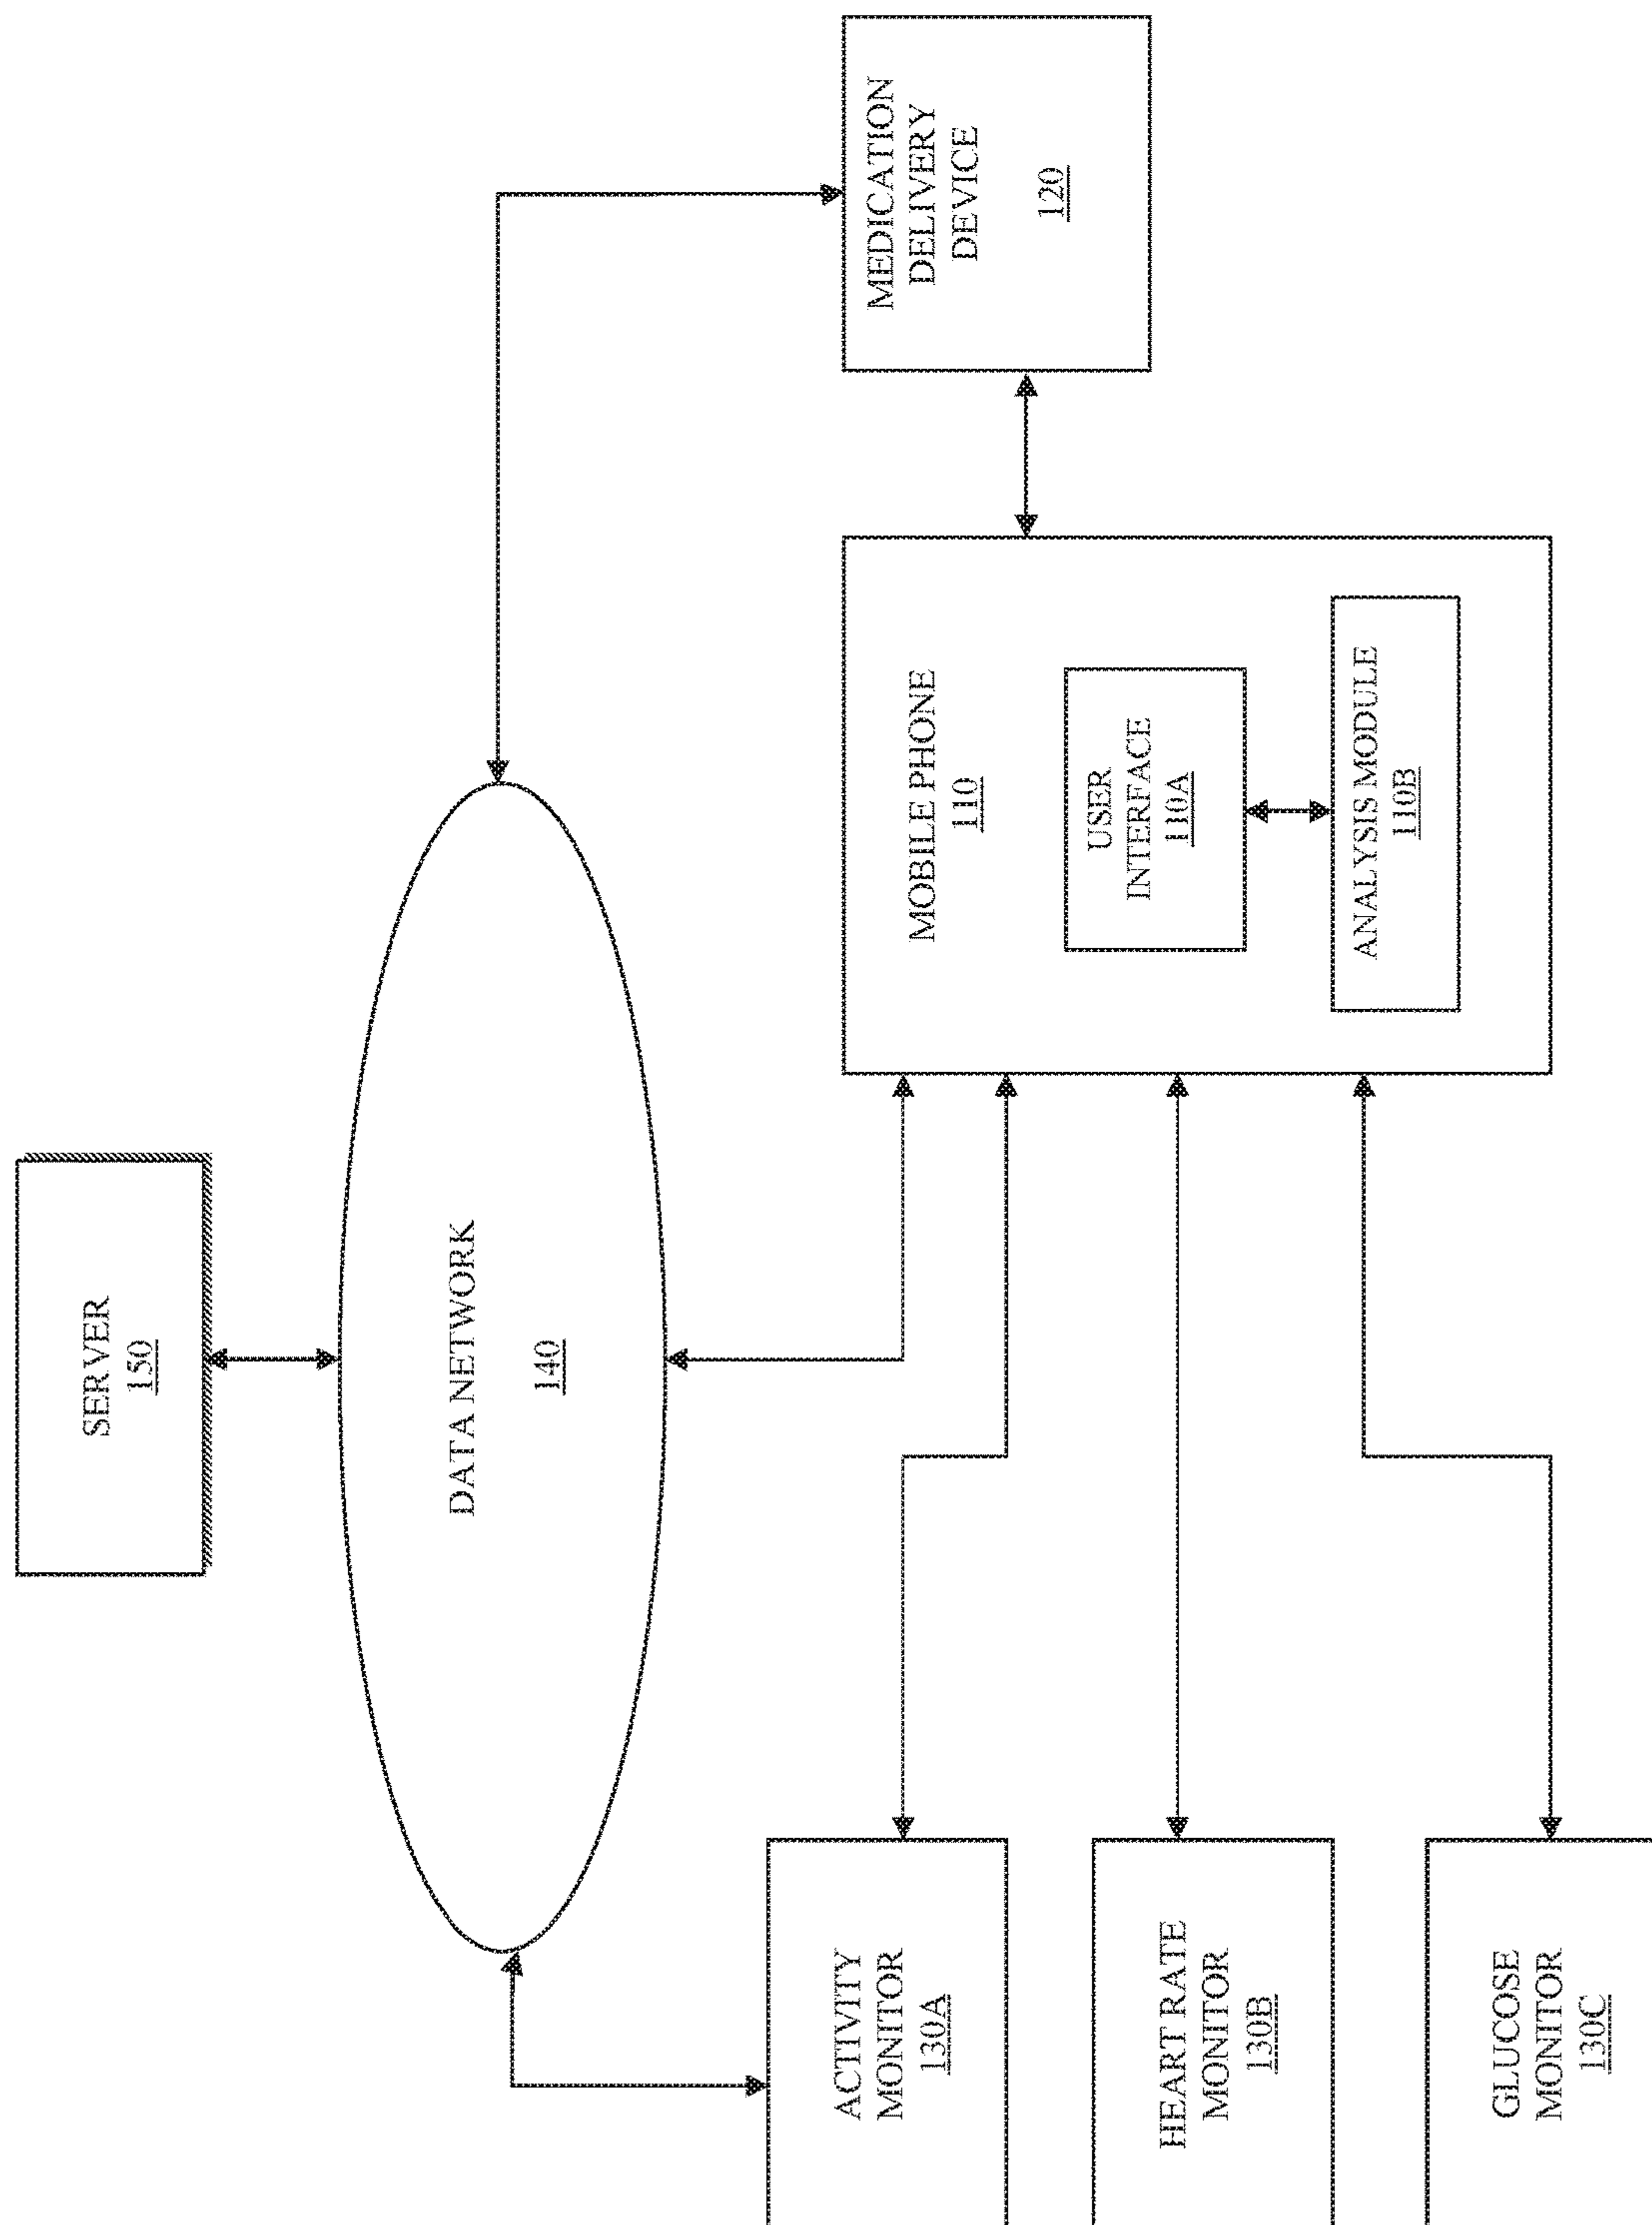 SERVER
150
DATA NETWORK
140
ACTIVITY
MONITOR
130A
HEART RATE
MONITOR
130B
GLUCOSE
MONITOR
130C
MOBILE PHONE
110
USER
INTERFACE
110A
ANALYSIS MODULE
110B
MEDICATION
DELIVERY
DEVICE
120